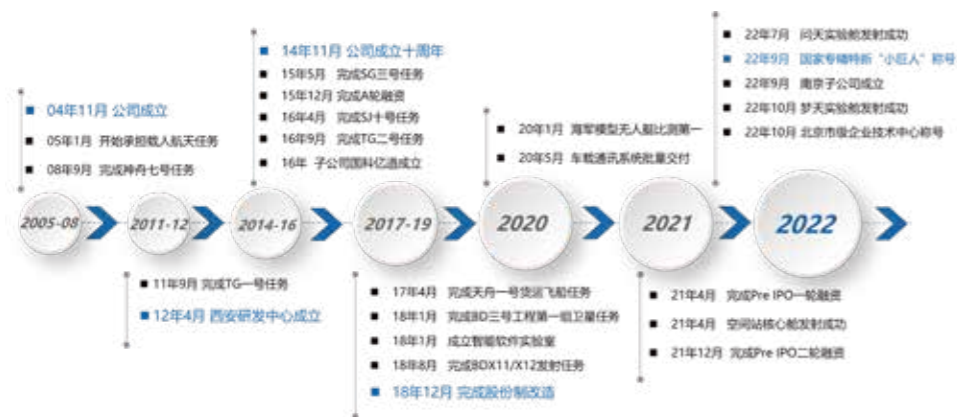 04年11月 公司成立
05年1月 开始承担载人航天任务
08年9月 完成神舟七号任务
2005-08
11年9月 完成TG一号任务
12年4月 西安研发中心成立
2011-12
14年11月 公司成立十周年
15年5月 完成SG三号任务
15年12月 完成A轮融资
16年4月 完成SJ十号任务
16年9月 完成TG二号任务
16年 子公司国科亿道成立
2014-16
17年4月 完成天舟一号货运飞船任务
18年1月 完成BD三号工程第一组卫星任务
18年1月 成立智能软件实验室
18年8月 完成BDX11/X12发射任务
18年12月 完成股份制改造
2017-19
20年1月 海军模型无人艇比测第一
20年5月 车载通讯系统批量交付
2020
21年4月 完成Pre IPO一轮融资
21年4月 空间站核心舱发射成功
21年12月 完成Pre IPO二轮融资
2021
22年7月 问天实验舱发射成功
22年9月 国家专精特新“小巨人”称号
22年9月 南京子公司成立
22年10月 梦天实验舱发射成功
22年10月 北京市级企业技术中心称号
2022